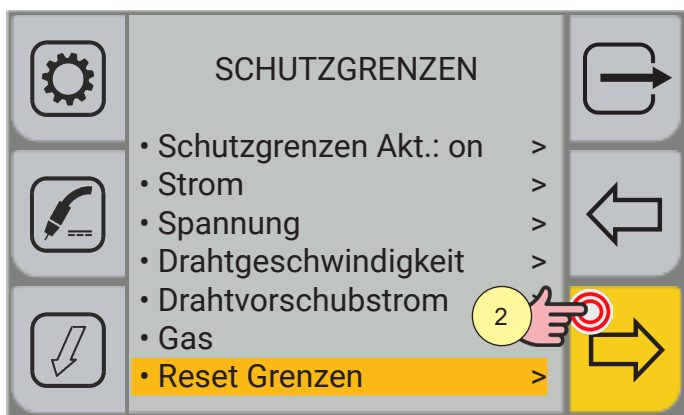 SCHUTZGRENZEN
• Schutzgrenzen Akt.: on >
• Strom >
• Spannung >
• Drahtgeschwindigkeit >
• Drahtvorschubstrom
2
• Gas
• Reset Grenzen >